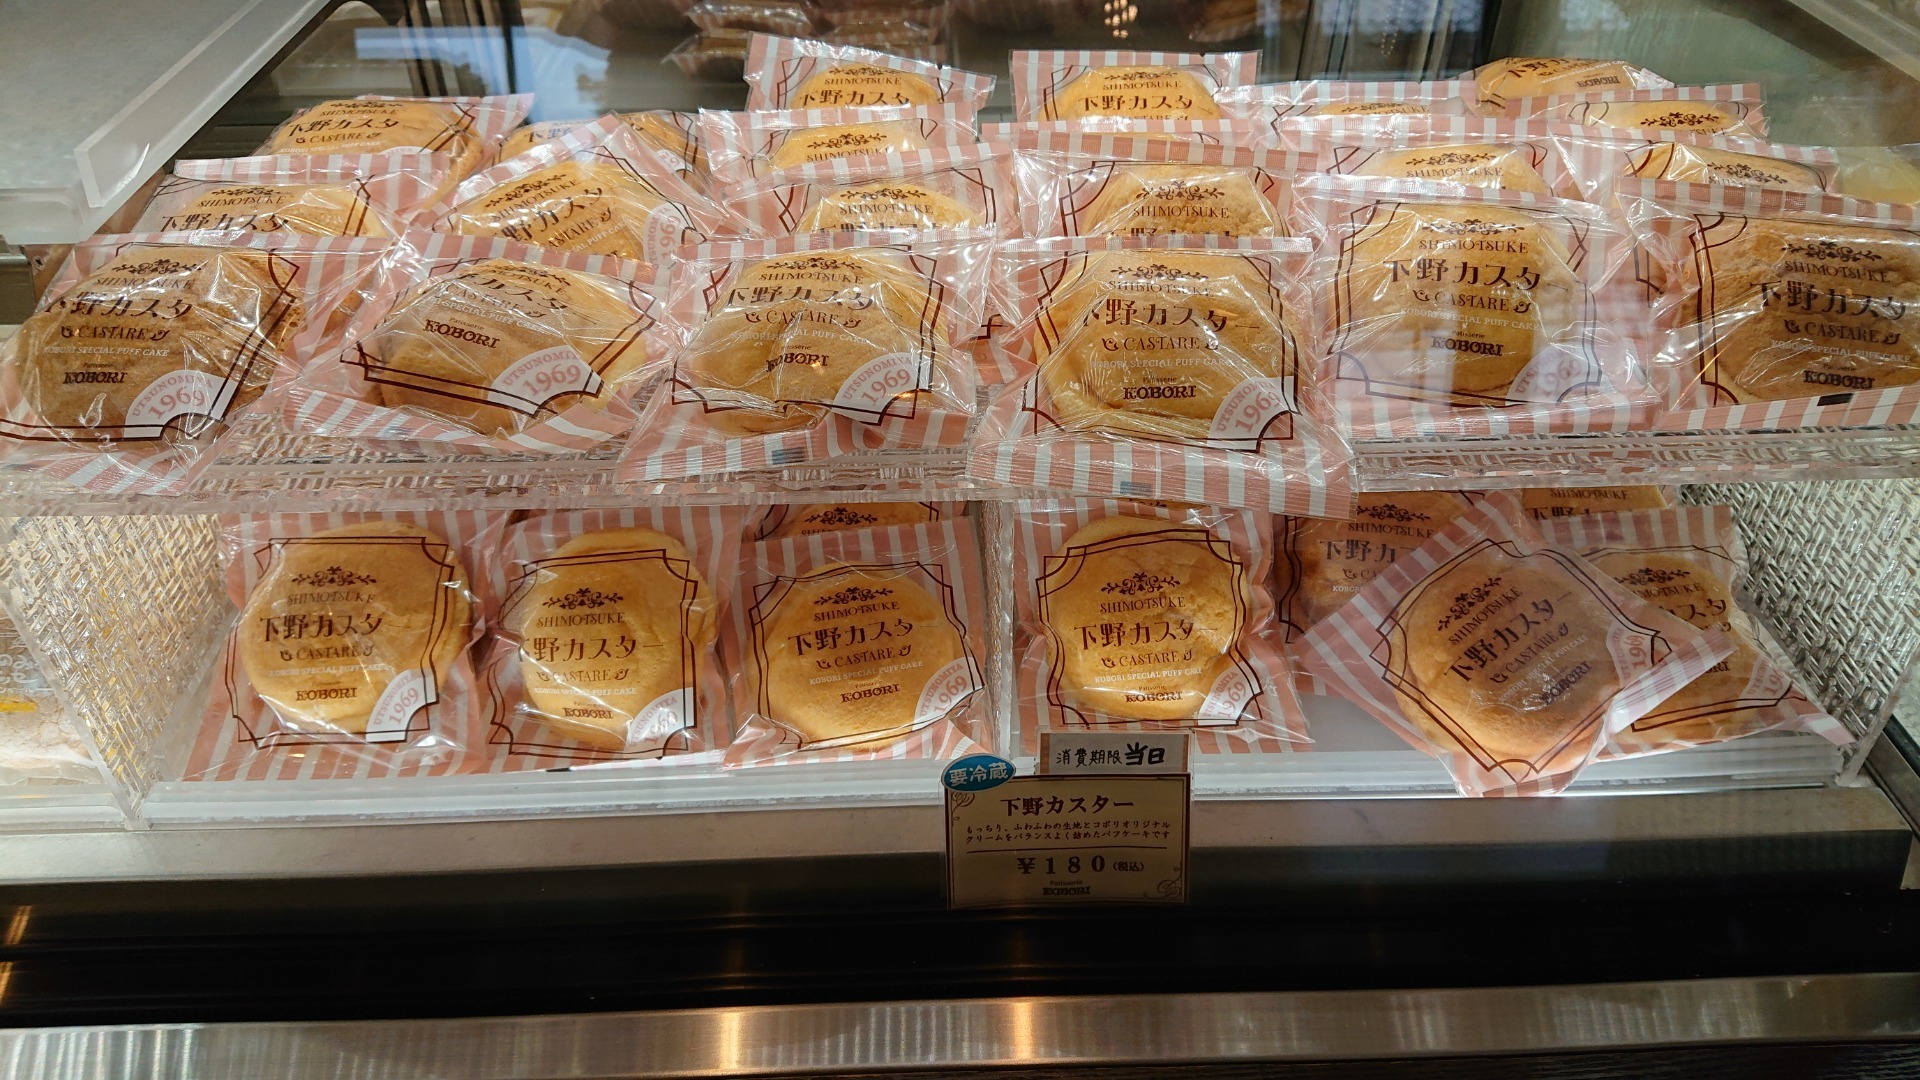 SHIMOTSUKE
下野カスター
CASTARE
KOBORI SPECIAL PUFF CAKE
Patisserie
KOBORI
UTSUNOMIYA
1969
消費期限 当日
要冷蔵
下野カスター
もっちり、ふわふわの生地とコボリオリジナル
クリームをバランスよく詰めたパフケーキです
¥180(税込)
Patisserie
KOBORI